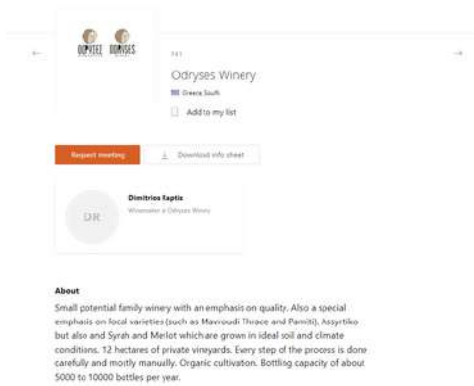 ΟΔΡΥΣΕΣ ODRYSES
Odryses Winery
Greece South
Add to my list
Request meeting
Download info sheet
DR
Dimitrios Raptis
Winemaker @ Odryses Winery
About
Small potential family winery with an emphasis on quality. Also a special
emphasis on local varieties (such as Mavroudi Thrace and Pamiti), Assyrtiko
but also and Syrah and Merlot which are grown in ideal soil and climate
conditions. 12 hectares of private vineyards. Every step of the process is done
carefully and mostly manually. Organic cultivation. Bottling capacity of about
5000 to 10000 bottles per year.